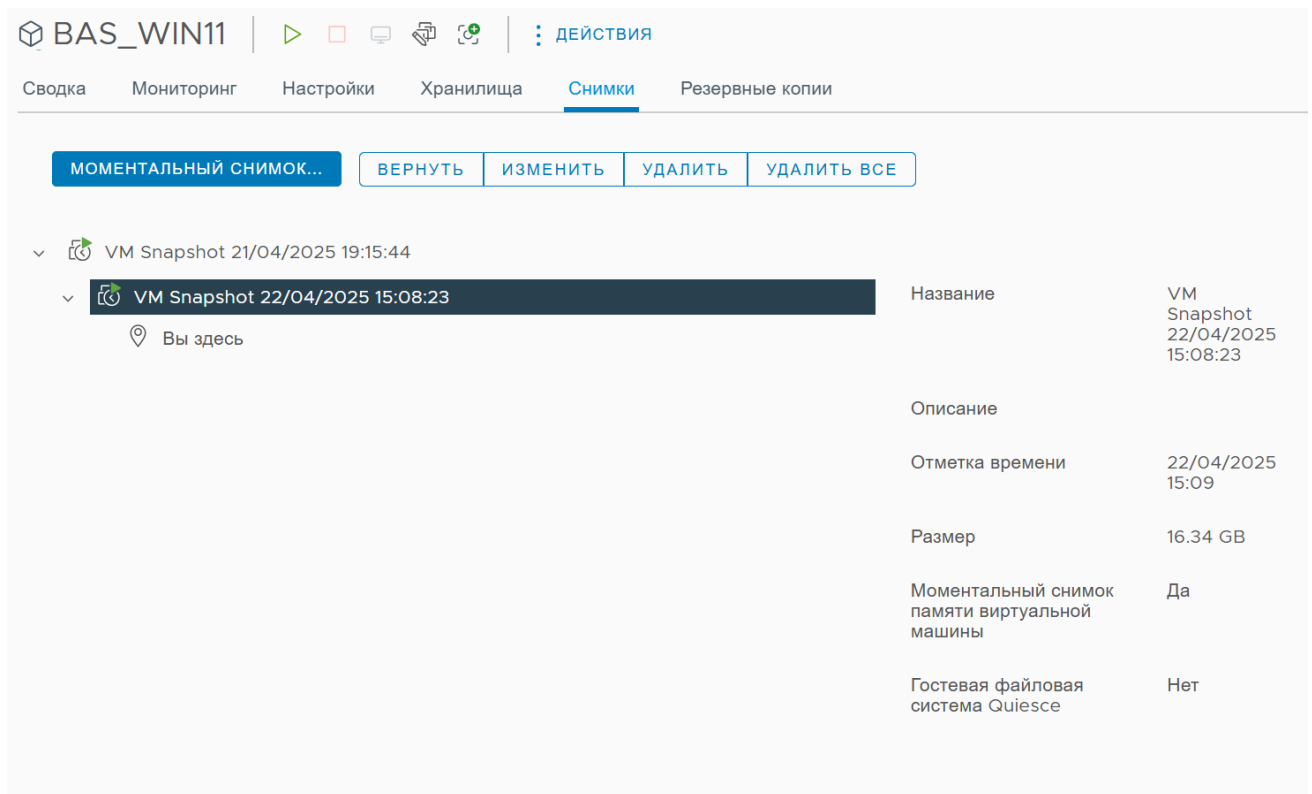 BAS_WIN11
ДЕЙСТВИЯ
Сводка Мониторинг Настройки Хранилища Снимки Резервные копии
МОМЕНТАЛЬНЫЙ СНИМОК... ВЕРНУТЬ ИЗМЕНИТЬ УДАЛИТЬ УДАЛИТЬ ВСЕ
VM Snapshot 21/04/2025 19:15:44
VM Snapshot 22/04/2025 15:08:23
Вы здесь
Название VM
Snapshot
22/04/2025
15:08:23
Описание
Отметка времени 22/04/2025
15:09
Размер 16.34 GB
Моментальный снимок Да
памяти виртуальной
машины
Гостевая файловая Нет
система Quiesce